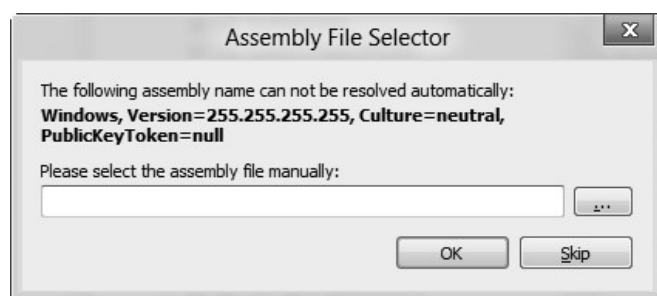 Assembly File Selector
x
The following assembly name can not be resolved automatically:
Windows, Version=255.255.255.255, Culture=neutral,
PublicKeyToken=null
Please select the assembly file manually:
...
OK Skip